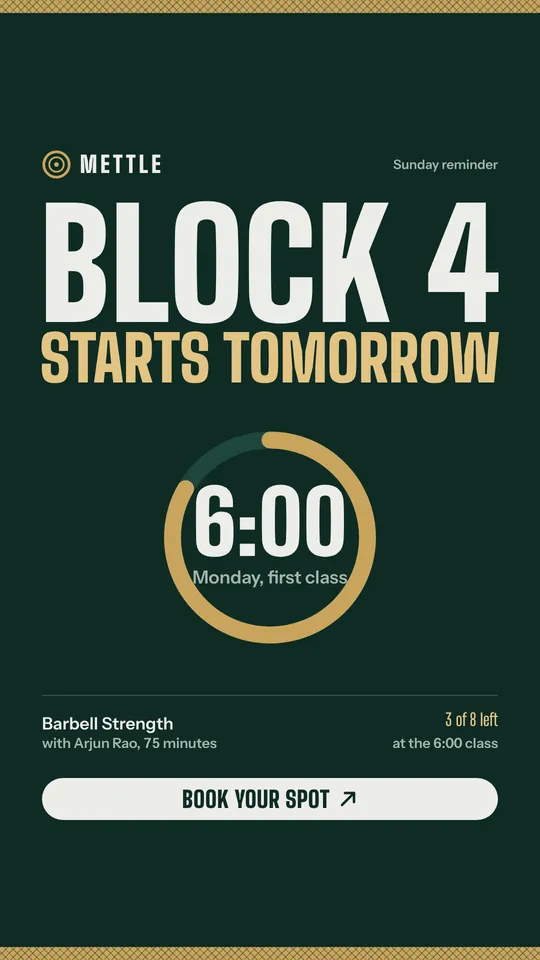 METTLE
Sunday reminder
BLOCK 4
STARTS TOMORROW
6:00
Monday, first class
Barbell Strength
3 of 8 left
with Arjun Rao, 75 minutes
at the 6:00 class
BOOK YOUR SPOT